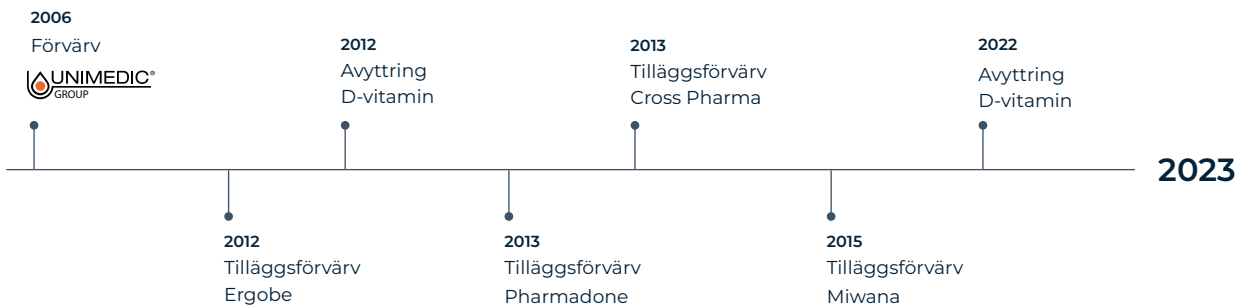 2006
Förvärv
UNIMEDIC®
GROUP
2012
Avyttring
D-vitamin
2013
Tilläggsförvärv
Cross Pharma
2022
Avyttring
D-vitamin
2023
2012
Tilläggsförvärv
Ergobe
2013
Tilläggsförvärv
Pharmadone
2015
Tilläggsförvärv
Miwana